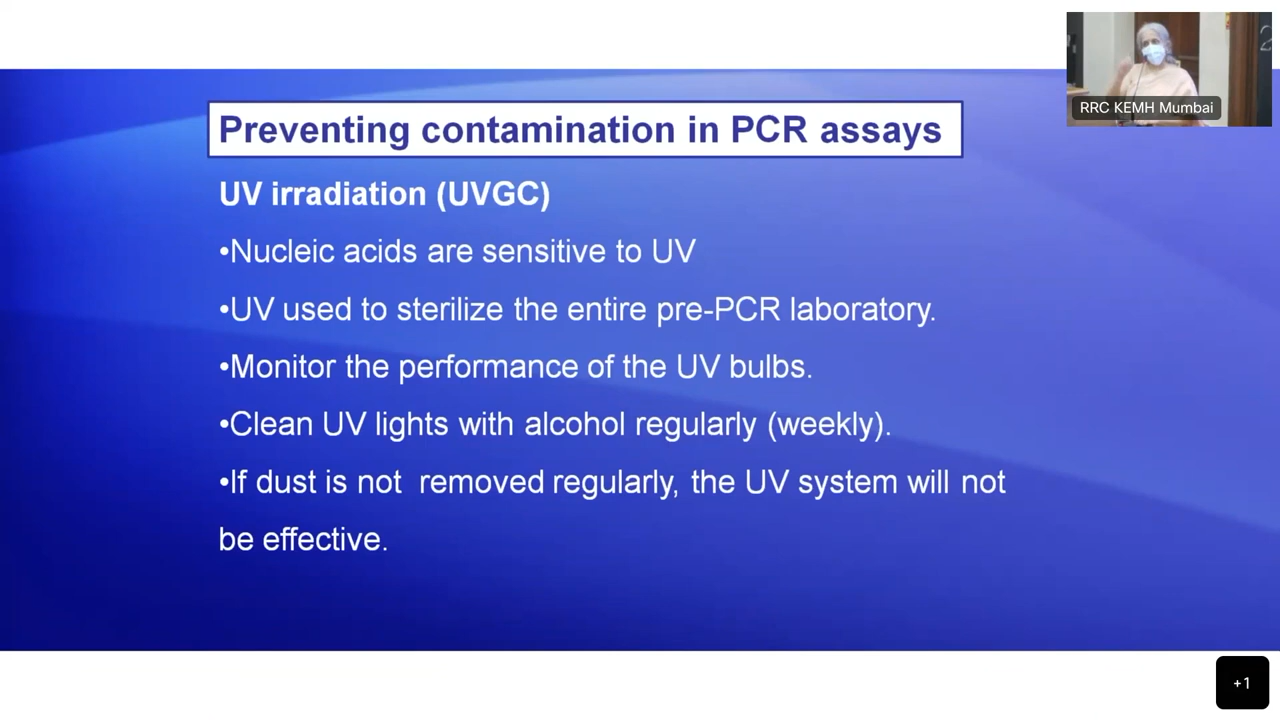 Preventing contamination in PCR assays
UV irradiation (UVGC)
•Nucleic acids are sensitive to UV
•UV used to sterilize the entire pre-PCR laboratory.
•Monitor the performance of the UV bulbs.
•Clean UV lights with alcohol regularly (weekly).
•If dust is not removed regularly, the UV system will not
be effective.
RRC KEMH Mumbai
2
+1